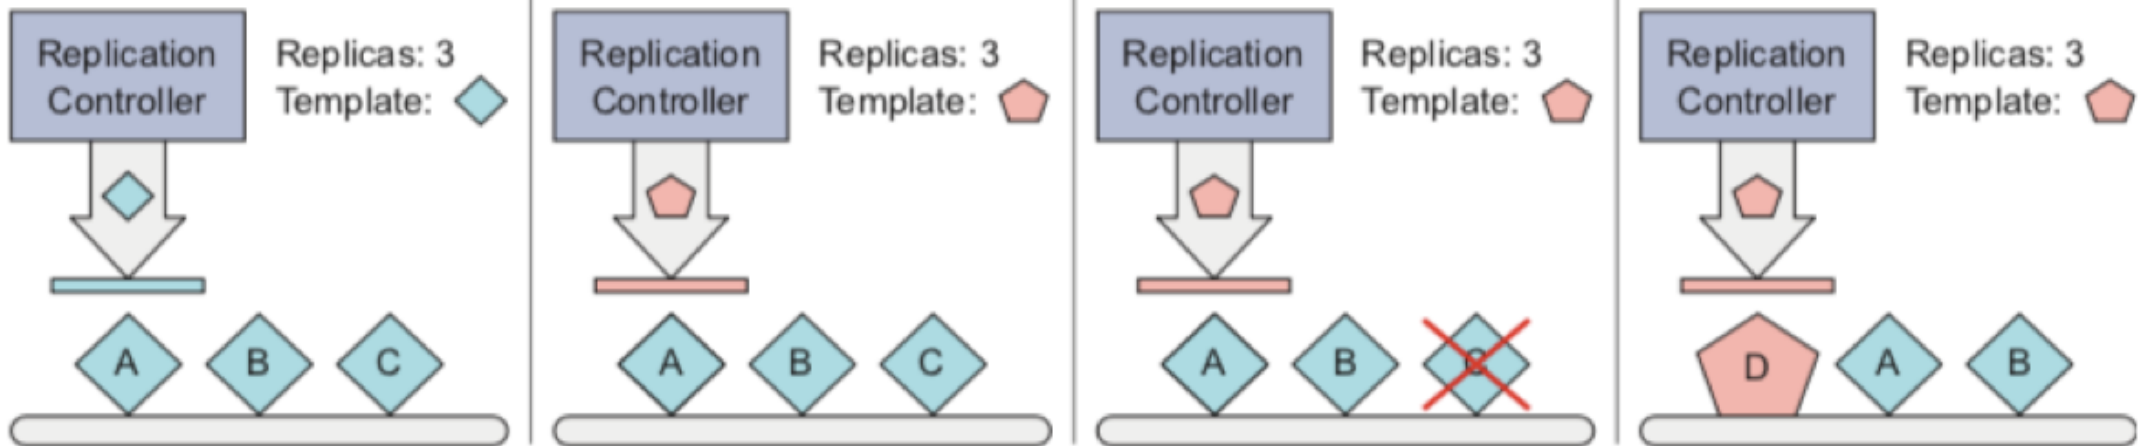 Replication
Controller
Replicas: 3
Template:
A B C
Replication
Controller
Replicas: 3
Template:
A B C
Replication
Controller
Replicas: 3
Template:
A B C
Replication
Controller
Replicas: 3
Template:
D A B